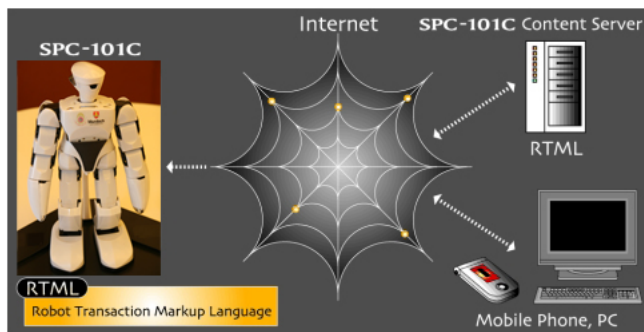 Internet
SPC-101C Content Server
SPC-101C
RTML
RTML
Robot Transaction Markup Language
Mobile Phone, PC